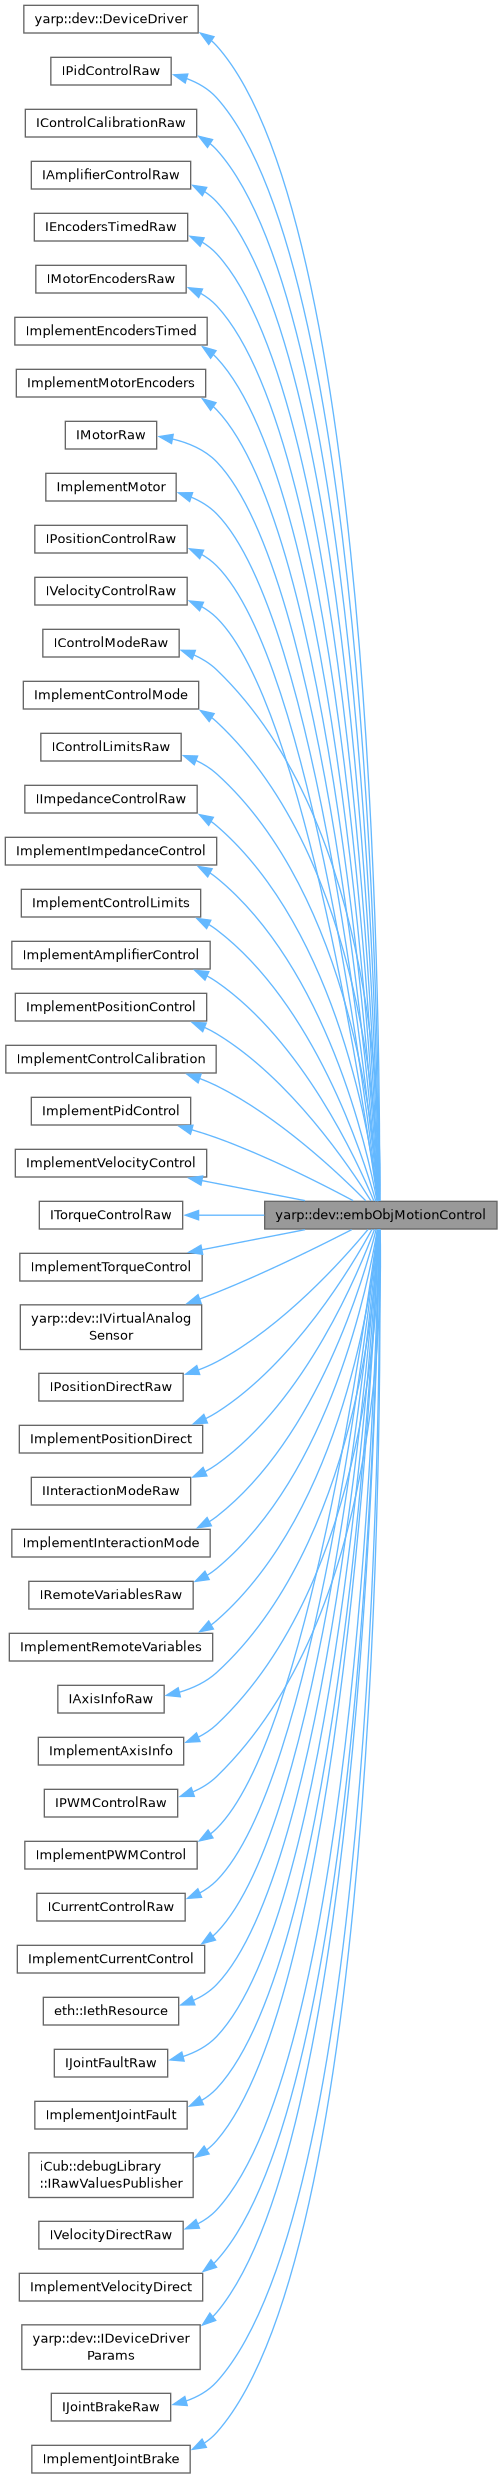 yarp::dev::DeviceDriver
IPidControlRaw
IControlCalibrationRaw
IAmplifierControlRaw
IEncodersTimedRaw
IMotorEncodersRaw
ImplementEncodersTimed
ImplementMotorEncoders
IMotorRaw
ImplementMotor
IPositionControlRaw
IVelocityControlRaw
IControlModeRaw
ImplementControlMode
IControlLimitsRaw
IImpedanceControlRaw
ImplementImpedanceControl
ImplementControlLimits
ImplementAmplifierControl
ImplementPositionControl
ImplementControlCalibration
ImplementPidControl
ImplementVelocityControl
ITorqueControlRaw
yarp::dev::embObjMotionControl
ImplementTorqueControl
yarp::dev::IVirtualAnalog
Sensor
IPositionDirectRaw
ImplementPositionDirect
IInteractionModeRaw
ImplementInteractionMode
IRemoteVariablesRaw
ImplementRemoteVariables
IAxisInfoRaw
ImplementAxisInfo
IPWMControlRaw
ImplementPWMControl
ICurrentControlRaw
ImplementCurrentControl
eth::IethResource
IJointFaultRaw
ImplementJointFault
iCub::debugLibrary
::IRawValuesPublisher
IVelocityDirectRaw
ImplementVelocityDirect
yarp::dev::IDeviceDriver
Params
IJointBrakeRaw
ImplementJointBrake